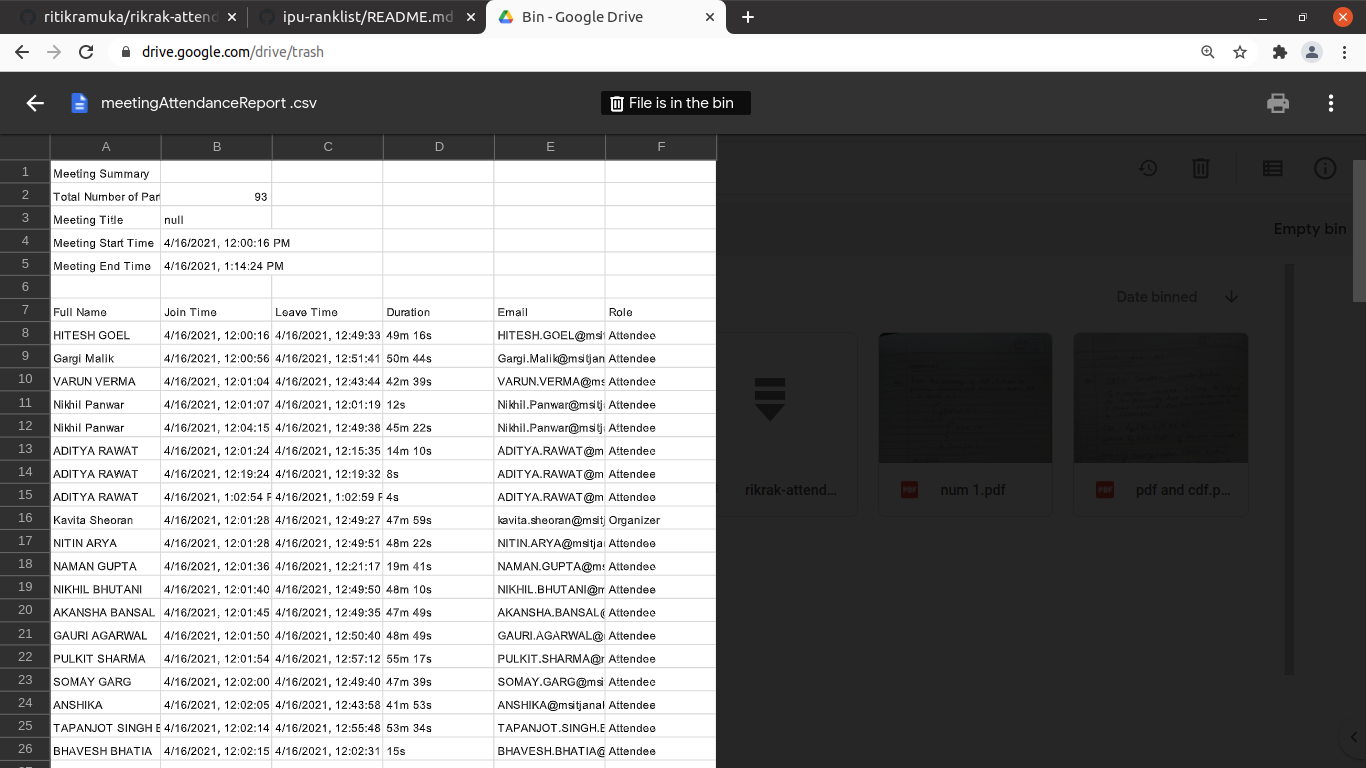 ritikramuka/rikrak-attend
ipu-ranklist/README.md
Bin - Google Drive
drive.google.com/drive/trash
meetingAttendanceReport .csv
File is in the bin
A B C D E F
1 Meeting Summary
2 Total Number of Par 93
3 Meeting Title null
4 Meeting Start Time 4/16/2021, 12:00:16 PM
5 Meeting End Time 4/16/2021, 1:14:24 PM
6
7 Full Name Join Time Leave Time Duration Email Role
8 HITESH GOEL 4/16/2021, 12:00:16 4/16/2021, 12:49:33 49m 16s HITESH.GOEL@msi Attendee
9 Gargi Malik 4/16/2021, 12:00:56 4/16/2021, 12:51:41 50m 44s Gargi.Malik@msitjan Attendee
10 VARUN VERMA 4/16/2021, 12:01:04 4/16/2021, 12:43:44 42m 39s VARUN.VERMA@ms Attendee
11 Nikhil Panwar 4/16/2021, 12:01:07 4/16/2021, 12:01:19 12s Nikhil.Panwar@msitj Attendee
12 Nikhil Panwar 4/16/2021, 12:04:15 4/16/2021, 12:49:38 45m 22s Nikhil.Panwar@msitj Attendee
13 ADITYA RAWAT 4/16/2021, 12:01:24 4/16/2021, 12:15:35 14m 10s ADITYA.RAWAT@m Attendee
14 ADITYA RAWAT 4/16/2021, 12:19:24 4/16/2021, 12:19:32 8s ADITYA.RAWAT@m Attendee
15 ADITYA RAWAT 4/16/2021, 1:02:54 P 4/16/2021, 1:02:59 P 4s ADITYA.RAWAT@m Attendee
16 Kavita Sheoran 4/16/2021, 12:01:28 4/16/2021, 12:49:27 47m 59s kavita.sheoran@msitj Organizer
17 NITIN ARYA 4/16/2021, 12:01:28 4/16/2021, 12:49:51 48m 22s NITIN.ARYA@msitja Attendee
18 NAMAN GUPTA 4/16/2021, 12:01:36 4/16/2021, 12:21:17 19m 41s NAMAN.GUPTA@ms Attendee
19 NIKHIL BHUTANI 4/16/2021, 12:01:40 4/16/2021, 12:49:50 48m 10s NIKHIL.BHUTANI@m Attendee
20 AKANSHA BANSAL 4/16/2021, 12:01:45 4/16/2021, 12:49:35 47m 49s AKANSHA.BANSAL@ Attendee
21 GAURI AGARWAL 4/16/2021, 12:01:50 4/16/2021, 12:50:40 48m 49s GAURI.AGARWAL@ Attendee
22 PULKIT SHARMA 4/16/2021, 12:01:54 4/16/2021, 12:57:12 55m 17s PULKIT.SHARMA@m Attendee
23 SOMAY GARG 4/16/2021, 12:02:00 4/16/2021, 12:49:40 47m 39s SOMAY.GARG@msi Attendee
24 ANSHIKA 4/16/2021, 12:02:05 4/16/2021, 12:43:58 41m 53s ANSHIKA@msitjanal Attendee
25 TAPANJOT SINGH B 4/16/2021, 12:02:14 4/16/2021, 12:55:48 53m 34s TAPANJOT.SINGH.B Attendee
26 BHAVESH BHATIA 4/16/2021, 12:02:15 4/16/2021, 12:02:31 15s BHAVESH.BHATIA@ Attendee
Empty bin
Date binned
rikrak-attend...
PDF num 1.pdf
PDF pdf and cdf.p...